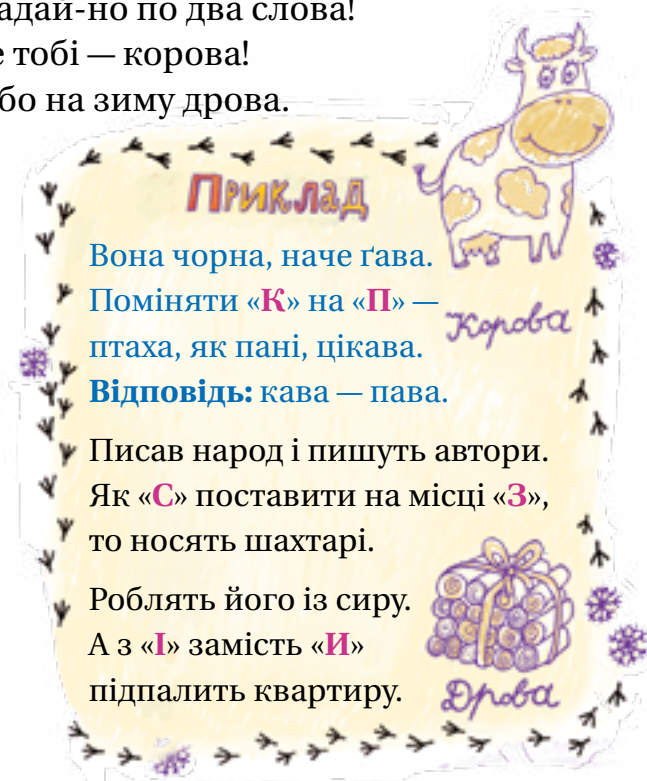 адай-но по два слова!
е тобі — корова!
бо на зиму дрова.
Приклад
Вона чорна, наче ґава.
Поміняти «К» на «П» —
птаха, як пані, цікава.
Відповідь: кава — пава.
Корова
Писав народ і пишуть автори.
Як «С» поставити на місці «З»,
то носять шахтарі.
Роблять його із сиру.
А з «І» замість «И»
підпалить квартиру.
Дрова